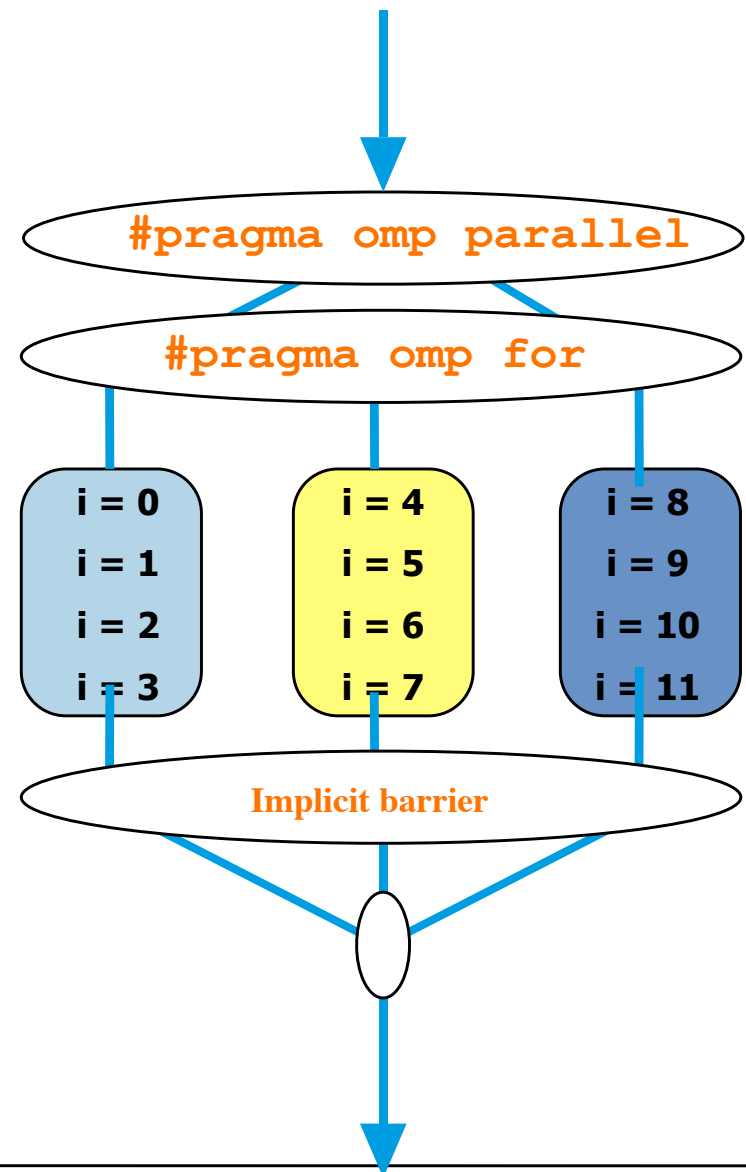 #pragma omp parallel
#pragma omp for
i = 0
i = 1
i = 2
i = 3
i = 4
i = 5
i = 6
i = 7
i = 8
i = 9
i = 10
i = 11
Implicit barrier